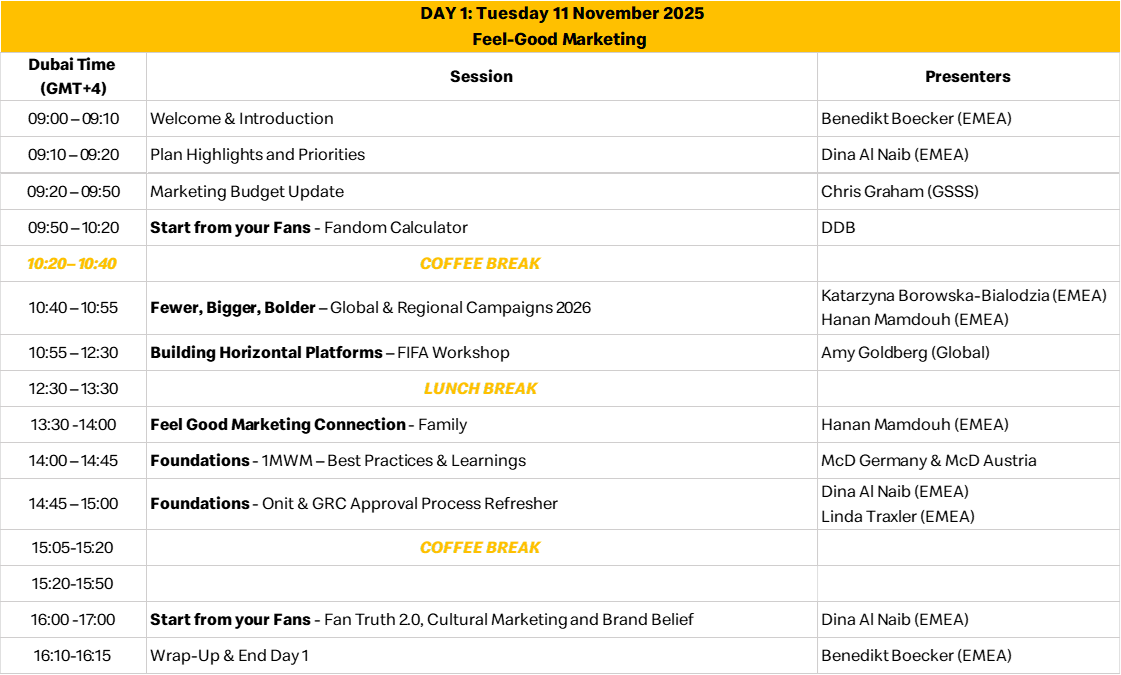 DAY 1: Tuesday 11 November 2025
Feel-Good Marketing
Dubai Time
(GMT+4)
Session
Presenters
09:00 – 09:10 Welcome & Introduction Benedikt Boecker (EMEA)
09:10 – 09:20 Plan Highlights and Priorities Dina Al Naib (EMEA)
09:20 – 09:50 Marketing Budget Update Chris Graham (GSSS)
09:50 – 10:20 Start from your Fans - Fandom Calculator DDB
10:20– 10:40 COFFEE BREAK
10:40 – 10:55 Fewer, Bigger, Bolder – Global & Regional Campaigns 2026 Katarzyna Borowska-Bialodzia (EMEA)
Hanan Mamdouh (EMEA)
10:55 – 12:30 Building Horizontal Platforms – FIFA Workshop Amy Goldberg (Global)
12:30 – 13:30 LUNCH BREAK
13:30 -14:00 Feel Good Marketing Connection - Family Hanan Mamdouh (EMEA)
14:00 – 14:45 Foundations - 1MWM – Best Practices & Learnings McD Germany & McD Austria
14:45 – 15:00 Foundations - Onit & GRC Approval Process Refresher Dina Al Naib (EMEA)
Linda Traxler (EMEA)
15:05-15:20 COFFEE BREAK
15:20-15:50
16:00 -17:00 Start from your Fans - Fan Truth 2.0, Cultural Marketing and Brand Belief Dina Al Naib (EMEA)
16:10-16:15 Wrap-Up & End Day 1 Benedikt Boecker (EMEA)